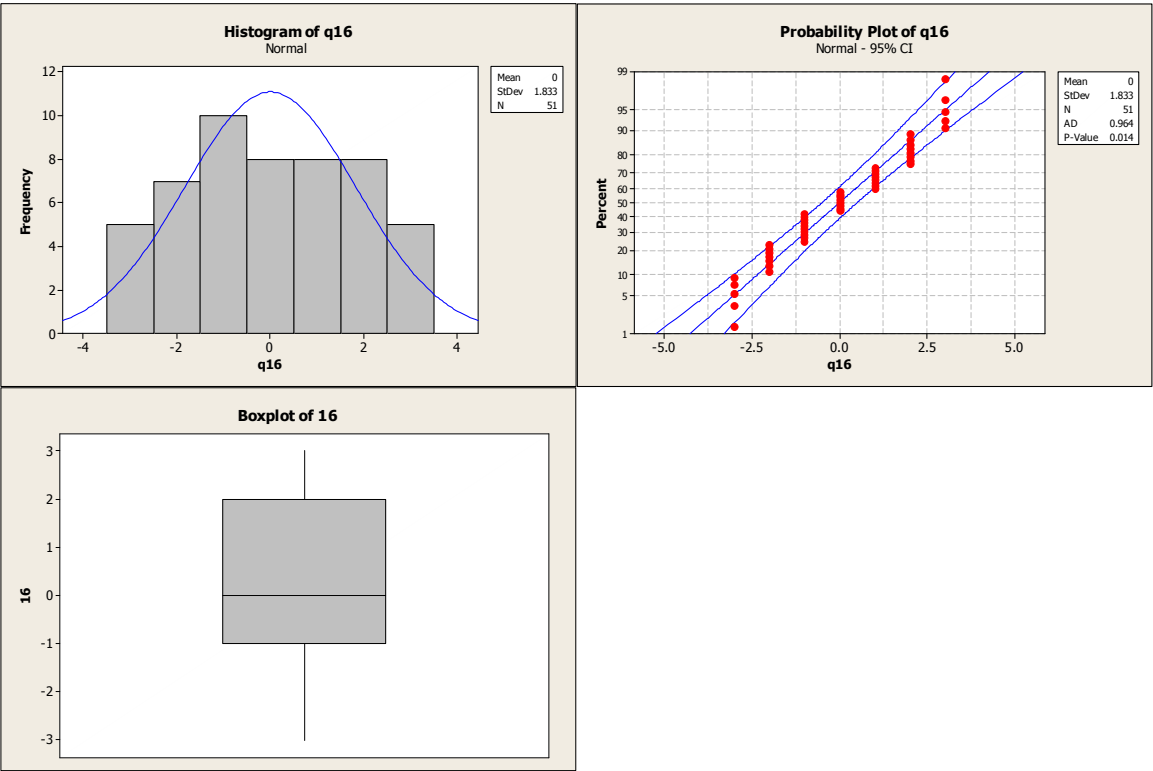 Histogram of q16
Normal
Mean 0
StDev 1.833
N 51
12
10
8
6
4
2
0
Frequency
-4 -2 0 2 4
q16
Probability Plot of q16
Normal - 95% CI
Mean 0
StDev 1.833
N 51
AD 0.964
P-Value 0.014
99
95
90
80
70
60
50
40
30
20
10
5
1
Percent
-5.0 -2.5 0.0 2.5 5.0
q16
Boxplot of 16
3
2
1
0
-1
-2
-3
16